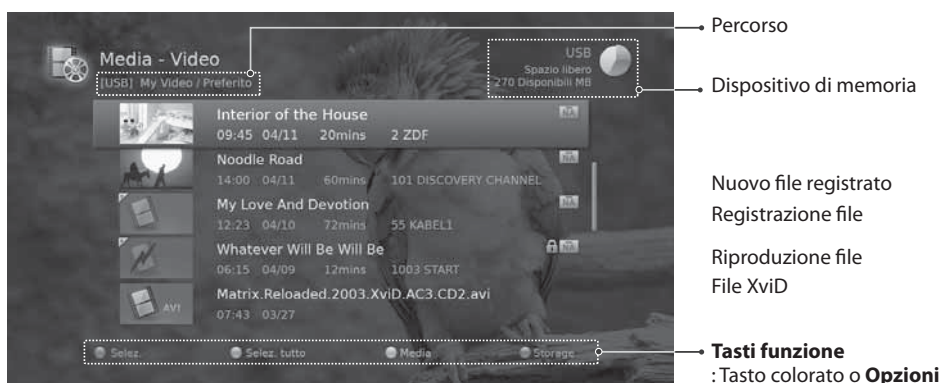 Percorso
Media - Video
[USB] My Video / Preferito
USB
Spazio libero
270 Disponibili MB
Dispositivo di memoria
Interior of the House
09:45 04/11 20mins 2 ZDF
NA
Noodle Road
14:00 04/11 60mins 101 DISCOVERY CHANNEL
NA
Nuovo file registrato
My Love And Devotion
12:23 04/10 72mins 55 KABEL1
NA
Registrazione file
Whatever Will Be Will Be
06:15 04/09 12mins 1003 START
NA
Riproduzione file
File XviD
Matrix.Reloaded.2003.XviD.AC3.CD2.avi
07:43 03/27
AVI
Selez. Selez. tutto Media Storage
Tasti funzione
: Tasto colorato o Opzioni